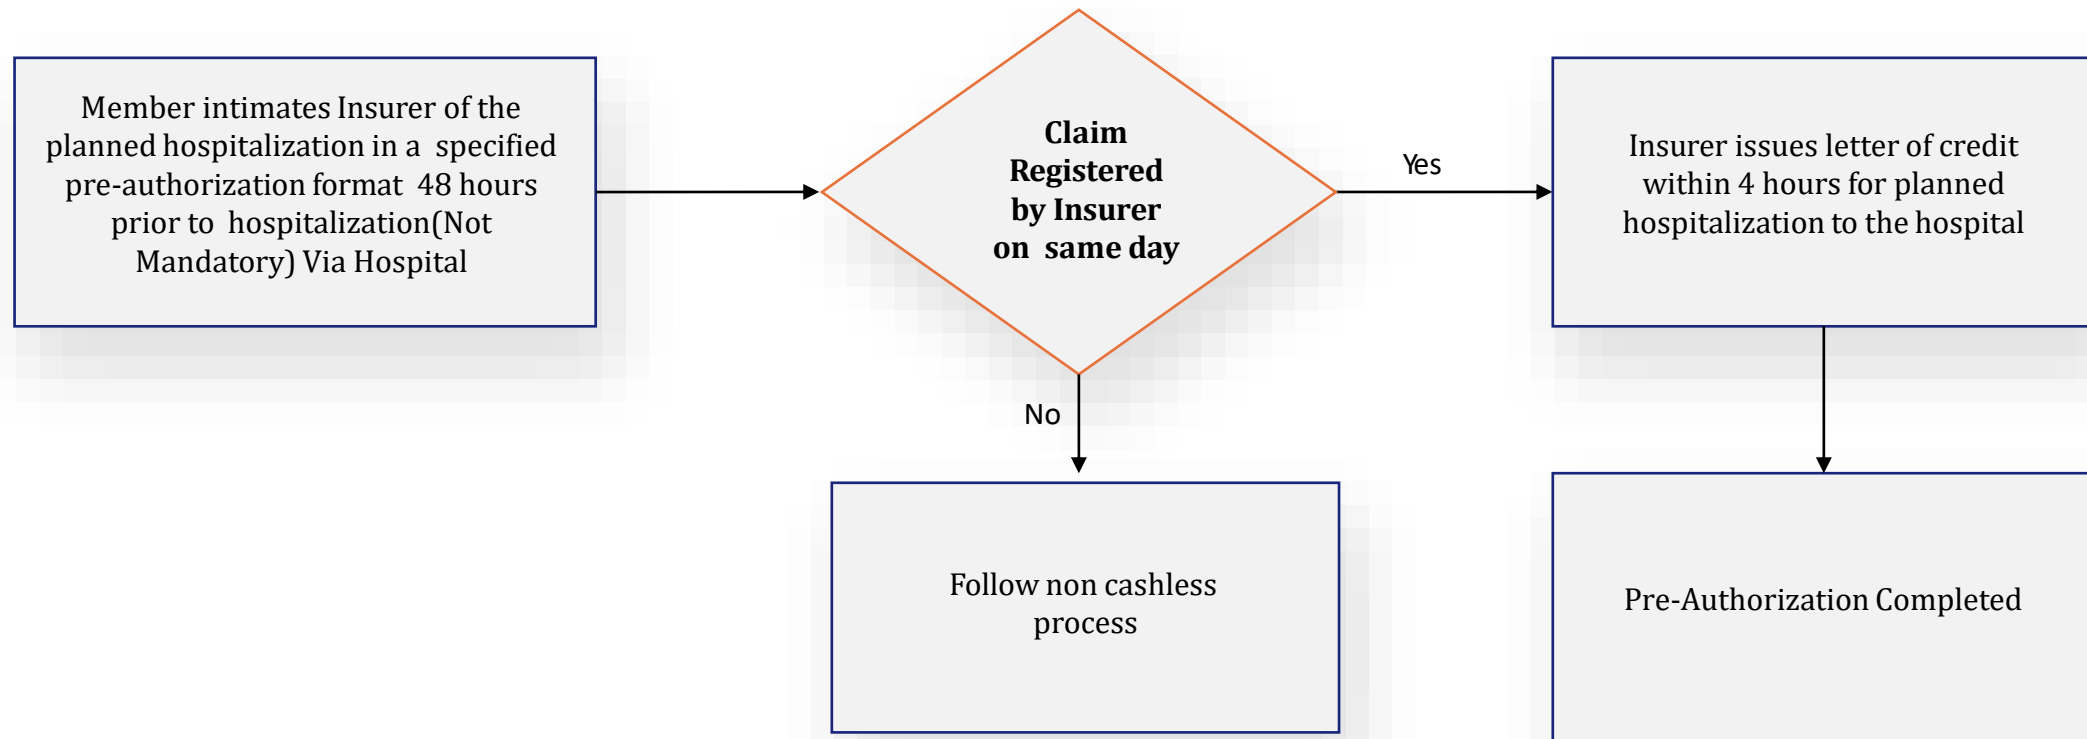 Member intimates Insurer of the
planned hospitalization in a specified
pre-authorization format 48 hours
prior to hospitalization(Not
Mandatory) Via Hospital
Claim
Registered
by Insurer
on same day
Yes
Insurer issues letter of credit
within 4 hours for planned
hospitalization to the hospital
No
Follow non cashless
process
Pre-Authorization Completed